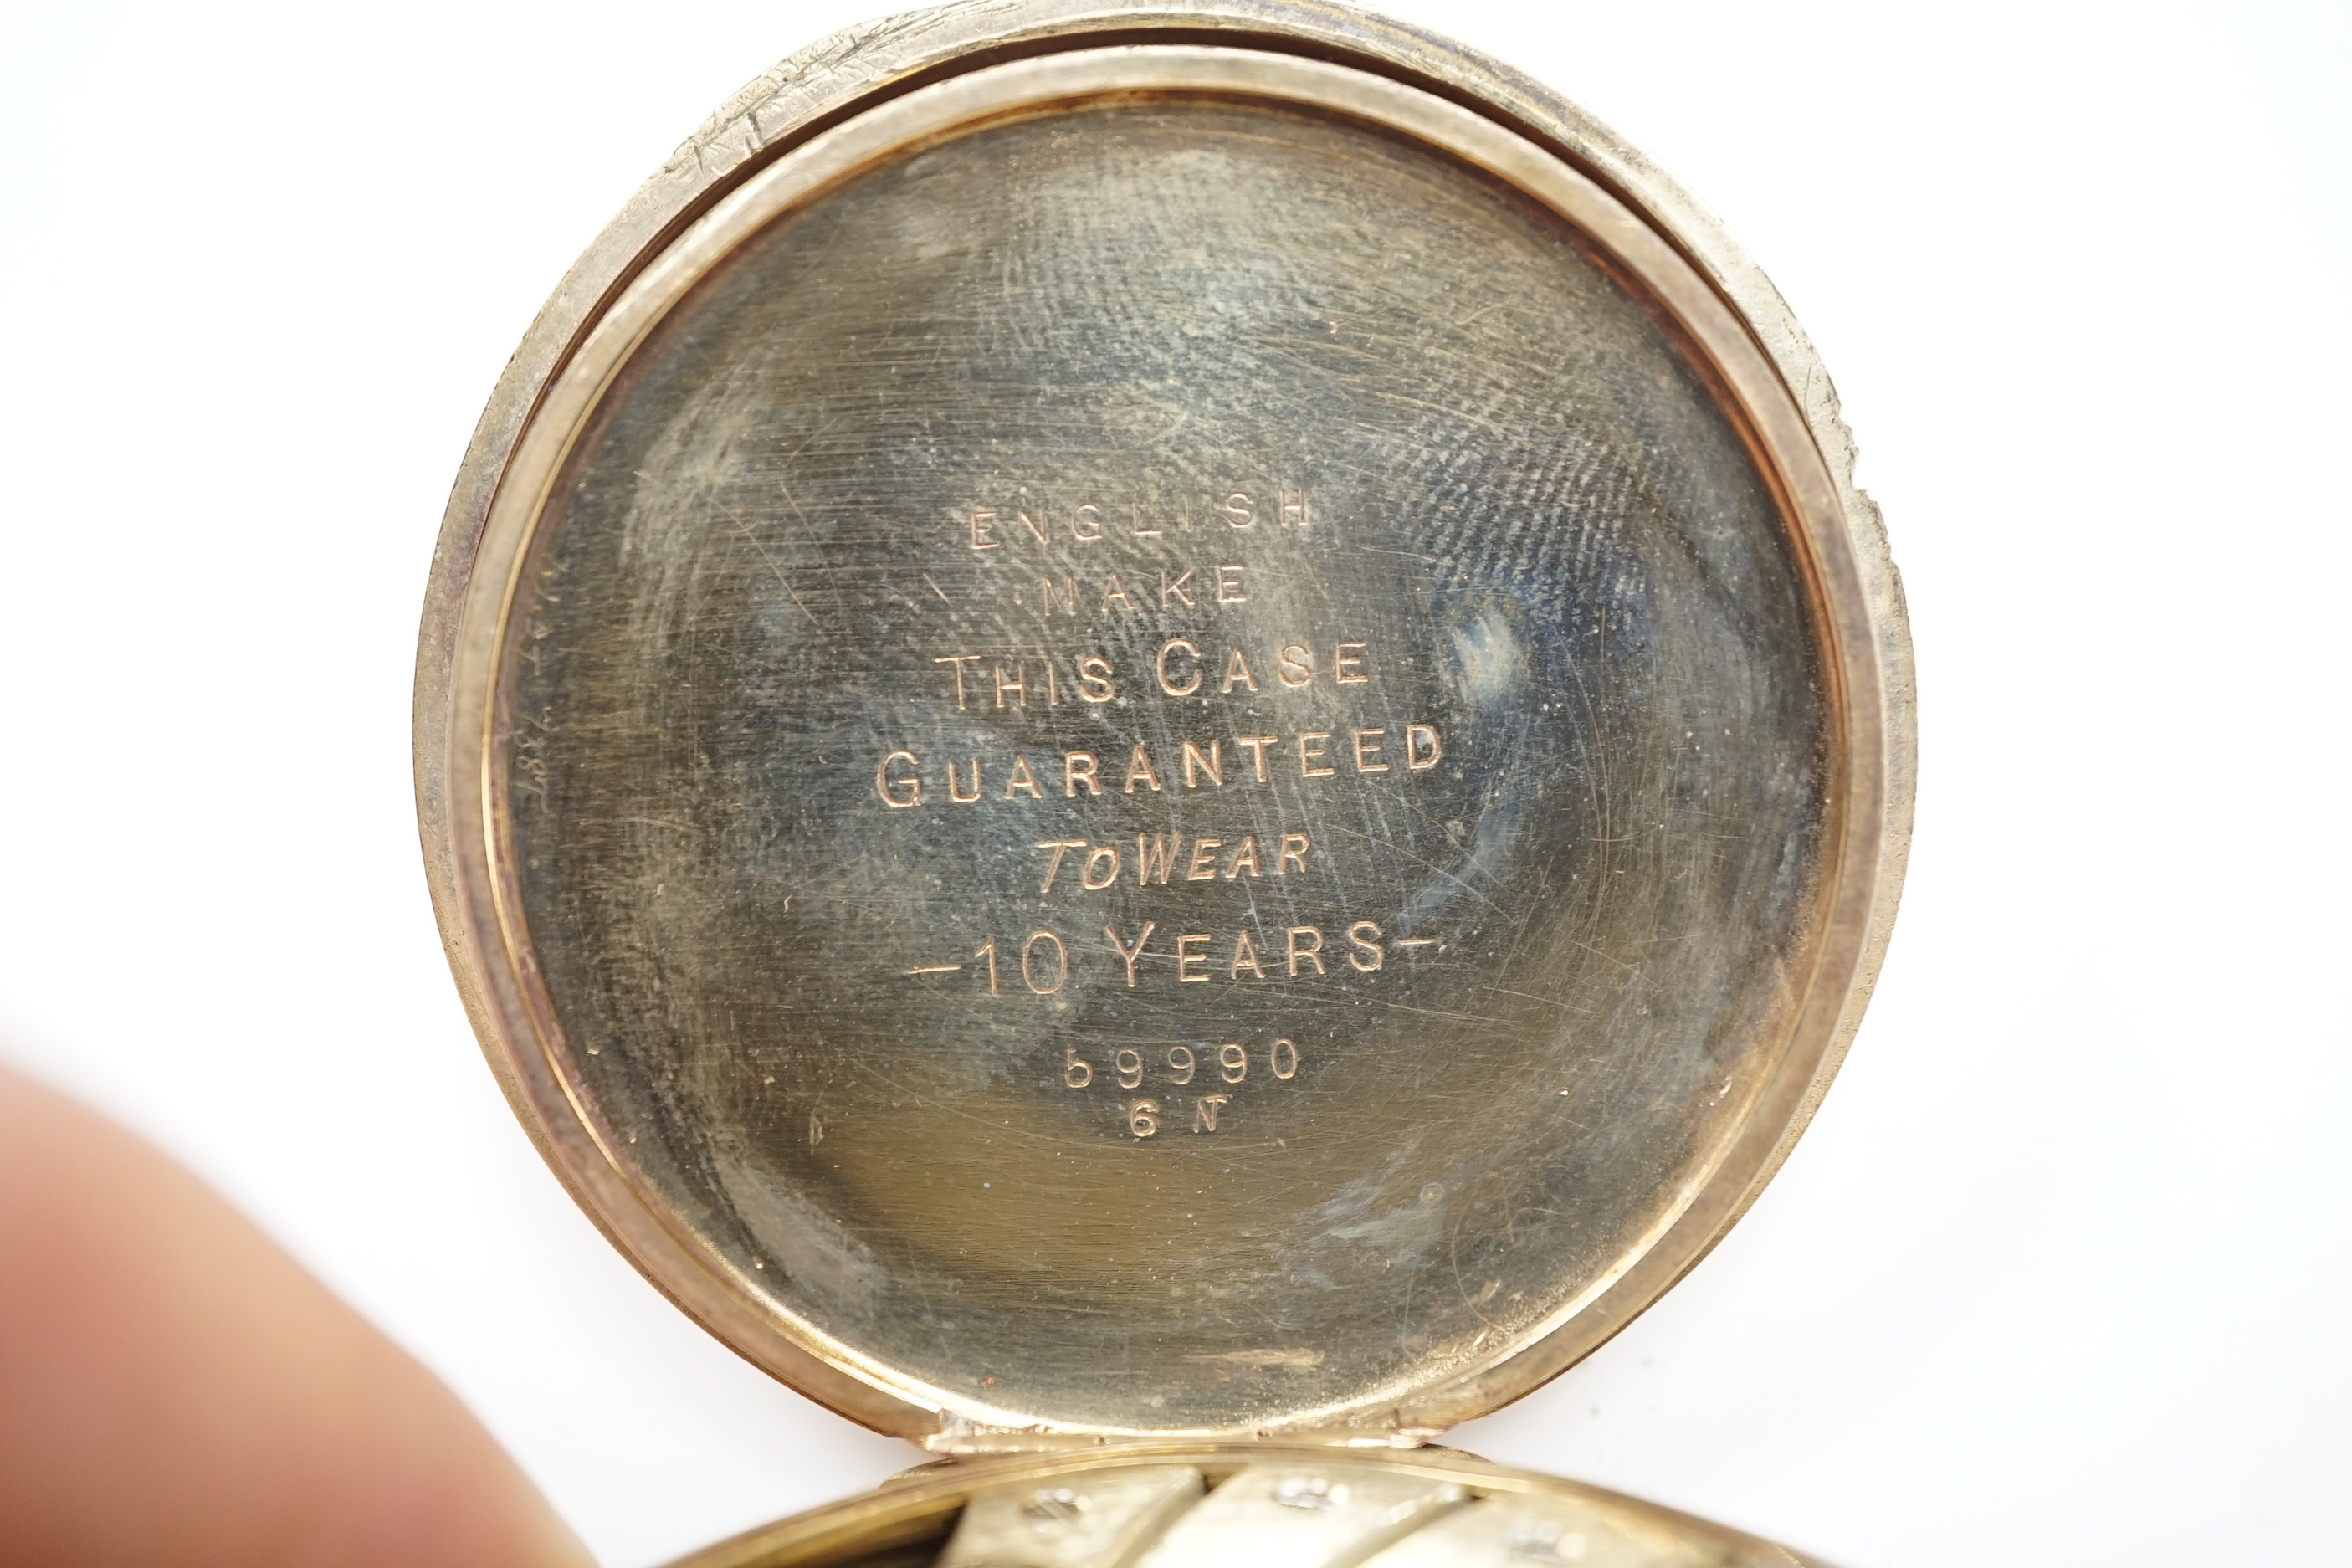 ENGLISH
MAKE
THIS CASE
GUARANTEED
TO WEAR
-10 YEARS-
59990
6 N